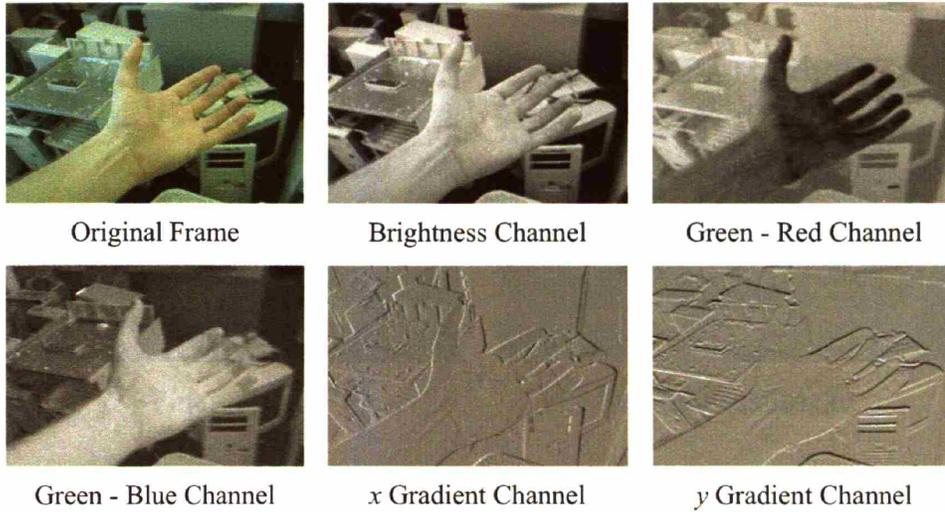 Original Frame
Brightness Channel
Green - Red Channel
Green - Blue Channel
x Gradient Channel
y Gradient Channel